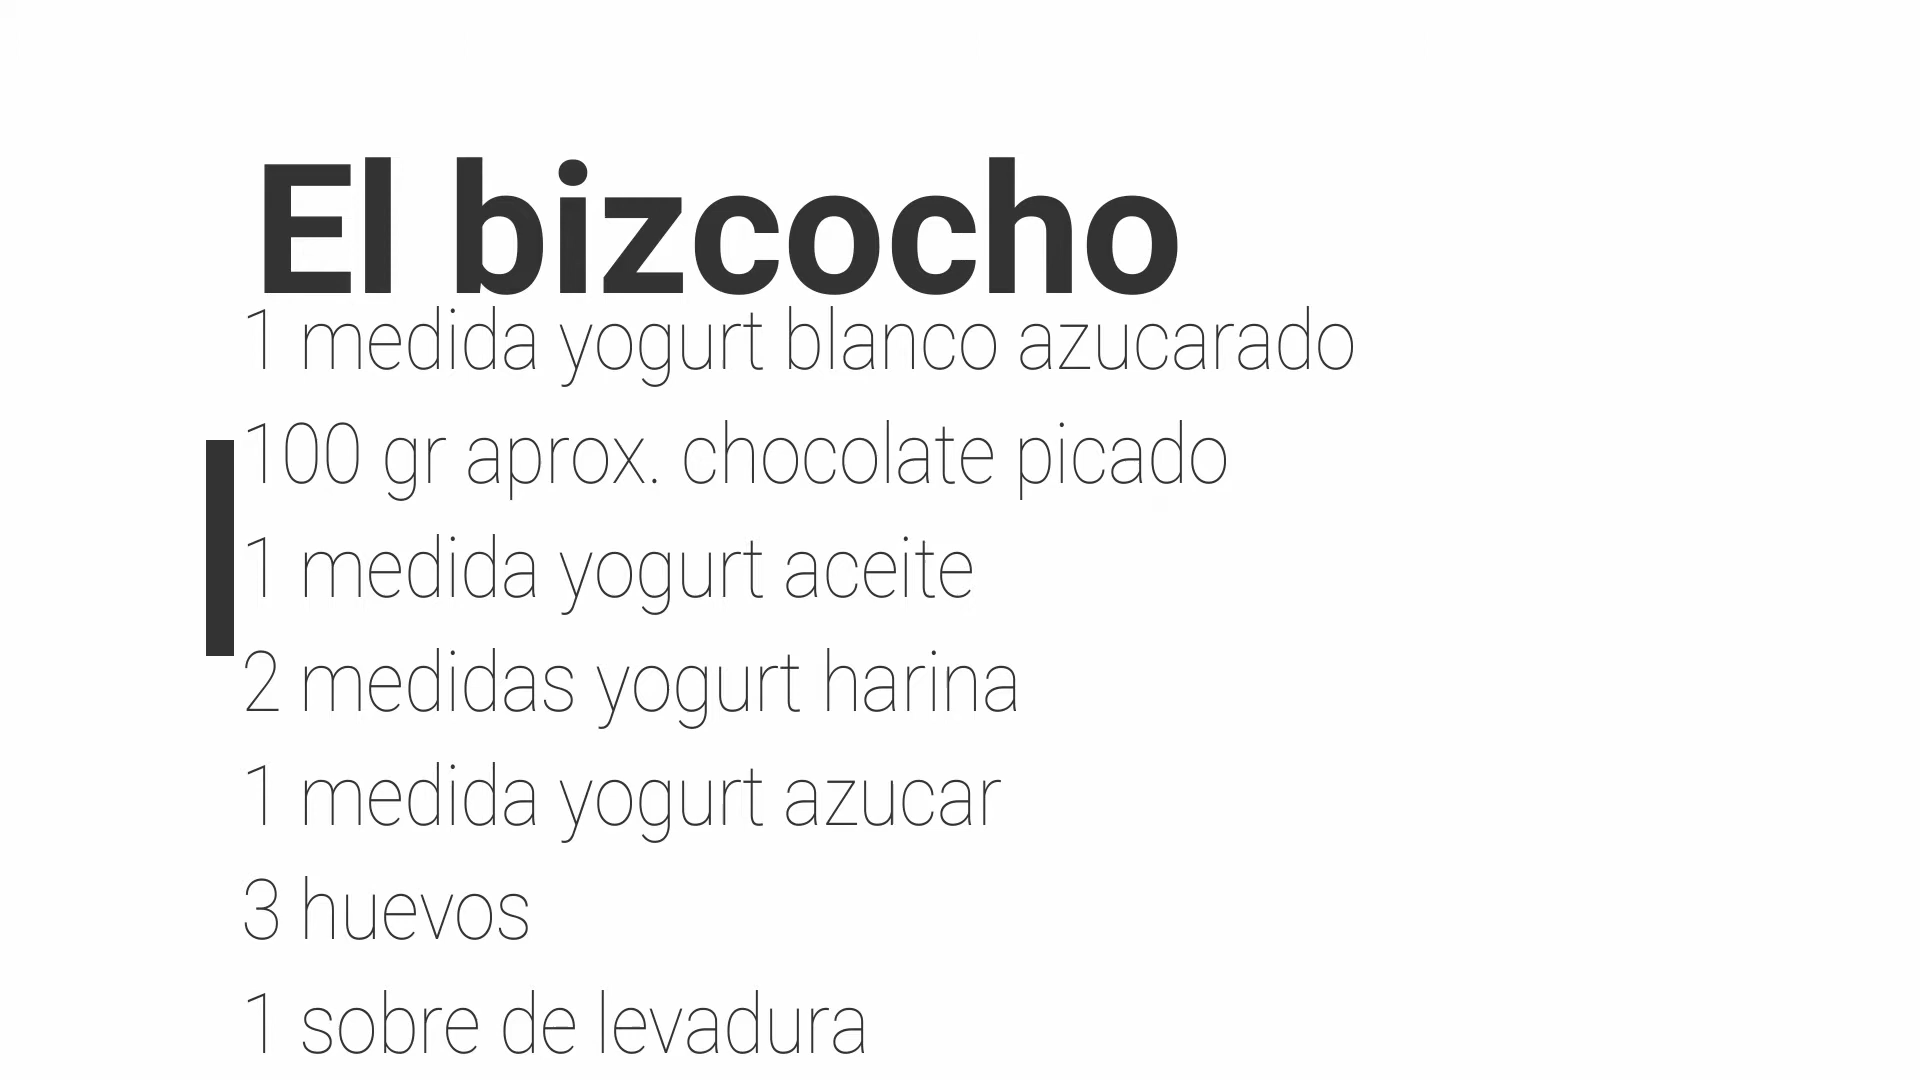 El bizcocho
1 medida yogurt blanco azucarado
100 gr aprox. chocolate picado
1 medida yogurt aceite
2 medidas yogurt harina
1 medida yogurt azucar
3 huevos
1 sobre de levadura